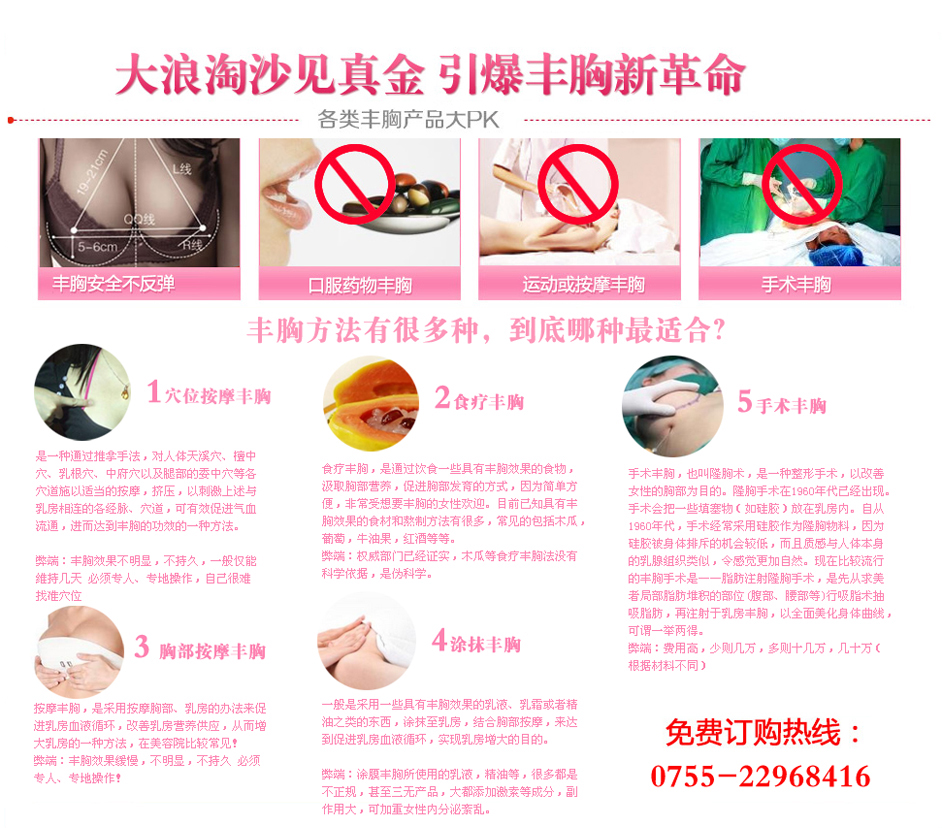 大浪淘沙见真金 引爆丰胸新革命
各类丰胸产品大PK
19-21cm
L线
QQ线
5-6cm
R线
丰胸安全不反弹
口服药物丰胸
运动或按摩丰胸
手术丰胸
丰胸方法有很多种，到底哪种最适合？
1穴位按摩丰胸
是一种通过推拿手法，对人体天溪穴、檀中
穴、乳根穴、中府穴以及腿部的委中穴等各
穴道施以适当的按摩，挤压，以刺激上述与
乳房相连的各经脉、穴道，可有效促进气血
流通，进而达到丰胸的功效的一种方法。
弊端：丰胸效果不明显，不持久，一般仅能
维持几天 必须专人、专地操作，自己很难
找准穴位
2食疗丰胸
食疗丰胸，是通过饮食一些具有丰胸效果的食物，
汲取胸部营养，促进胸部发育的方式，因为简单方
便，非常受想要丰胸的女性欢迎。目前已知具有丰
胸效果的食材和熬制方法有很多，常见的包括木瓜，
葡萄，牛油果，红酒等等。
弊端：权威部门已经证实，木瓜等食疗丰胸法没有
科学依据，是伪科学。
3 胸部按摩丰胸
按摩丰胸，是采用按摩胸部、乳房的办法来促
进乳房血液循环，改善乳房营养供应，从而增
大乳房的一种方法，在美容院比较常见！
弊端：丰胸效果缓慢，不明显，不持久 必须
专人、专地操作！
4涂抹丰胸
一般是采用一些具有丰胸效果的乳液、乳霜或者精
油之类的东西，涂抹至乳房，结合胸部按摩，来达
到促进乳房血液循环，实现乳房增大的目的。
弊端：涂膜丰胸所使用的乳液，精油等，很多都是
不正规，甚至三无产品，大都添加激素等成分，副
作用大，可加重女性内分泌紊乱。
5手术丰胸
手术丰胸，也叫隆胸术，是一种整形手术，以改善
女性的胸部为目的。隆胸手术在1960年代已经出现。
手术会把一些填塞物（如硅胶）放在乳房内。自从
1960年代，手术经常采用硅胶作为隆胸物料，因为
硅胶被身体排斥的机会较低，而且质感与人体本身
的乳腺组织类似，令感觉更加自然。现在比较流行
的丰胸手术是一一脂肪注射隆胸手术，是先从求美
者局部脂肪堆积的部位(腹部、腰部等)行吸脂术抽
吸脂肪，再注射于乳房丰胸，以全面美化身体曲线，
可谓一举两得。
弊端：费用高，少则几万，多则十几万，几十万（
根据材料不同）
免费订购热线：
0755-22968416